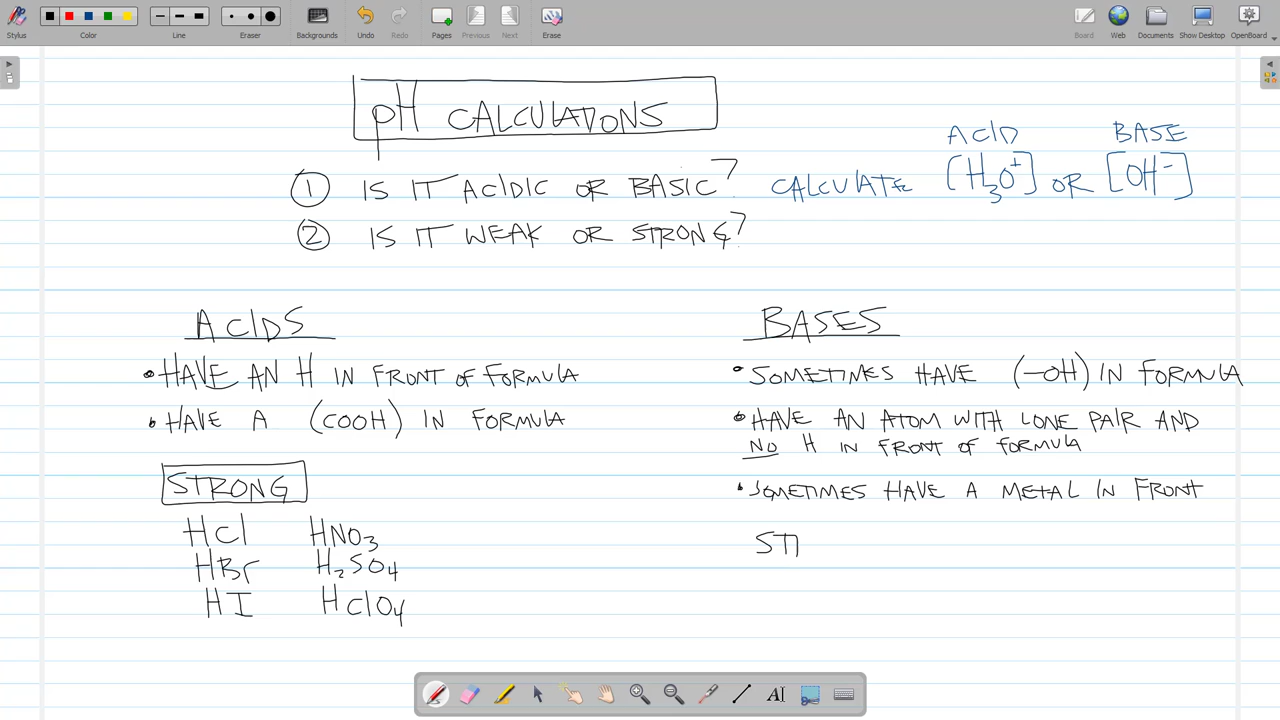 Stylus Color Line Eraser Backgrounds Undo Redo Pages Previous Next Erase Board Web Documents Show Desktop OpenBoard
pH CALCULATIONS
ACID BASE
① IS IT ACIDIC OR BASIC? CALCULATE [H₃O⁺] OR [OH⁻]
② IS IT WEAK OR STRONG?
ACIDS
• HAVE AN H IN FRONT OF FORMULA
• HAVE A (COOH) IN FORMULA
STRONG
HCl HNO₃
HBr H₂SO₄
HI HClO₄
BASES
• SOMETIMES HAVE (-OH) IN FORMULA
• HAVE AN ATOM WITH LONE PAIR AND
NO H IN FRONT OF FORMULA
• SOMETIMES HAVE A METAL IN FRONT
STI
AI